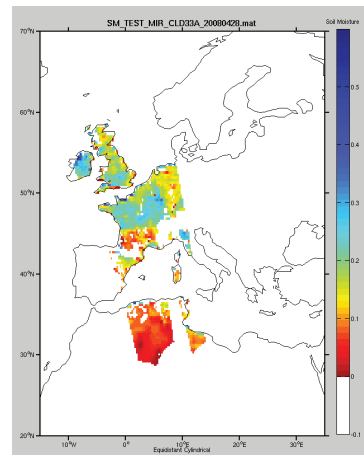 SM_TEST_MIR_CLD33A_20080428.mat
Soil Moisture
70°N
60°N
50°N
40°N
30°N
20°N
10°W
0°
10°E
20°E
30°E
Equidistant Cylindrical
0.5
0.4
0.3
0.2
0.1
0
-0.1